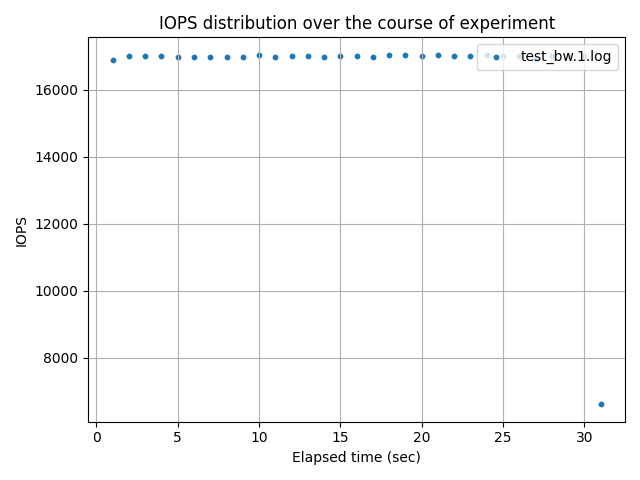 IOPS distribution over the course of experiment
test_bw.1.log
IOPS
16000
14000
12000
10000
8000
0 5 10 15 20 25 30
Elapsed time (sec)